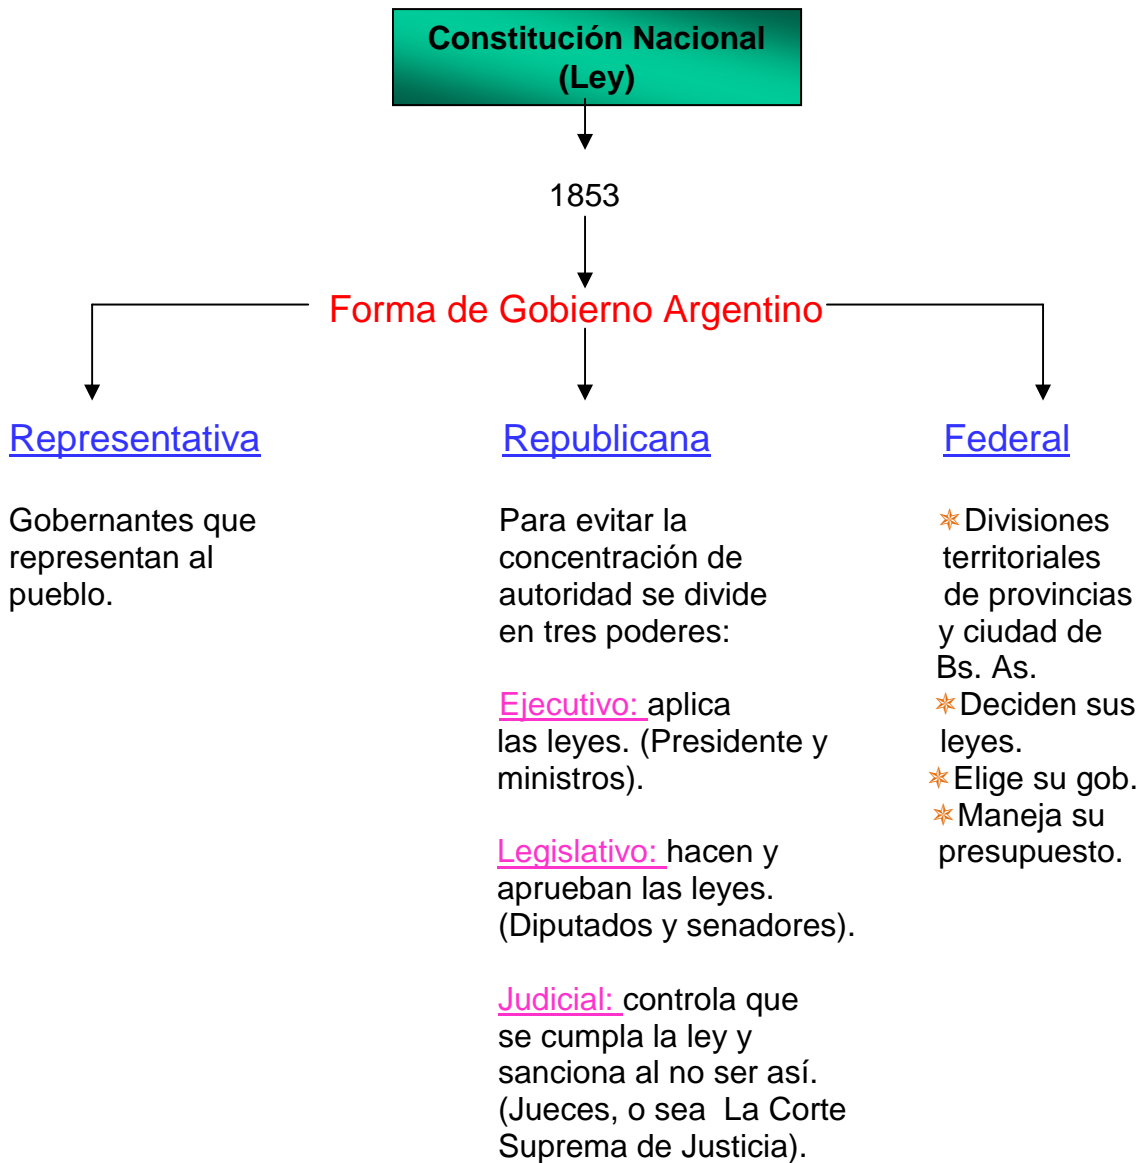 Constitución Nacional
(Ley)
1853
Forma de Gobierno Argentino
Representativa
Gobernantes que
representan al
pueblo.
Republicana
Para evitar la
concentración de
autoridad se divide
en tres poderes:
Ejecutivo: aplica
las leyes. (Presidente y
ministros).
Legislativo: hacen y
aprueban las leyes.
(Diputados y senadores).
Judicial: controla que
se cumpla la ley y
sanciona al no ser así.
(Jueces, o sea  La Corte
Suprema de Justicia).
Federal
✴Divisiones
territoriales
de provincias
y ciudad de
Bs. As.
✴Deciden sus
leyes.
✴Elige su gob.
✴Maneja su
presupuesto.